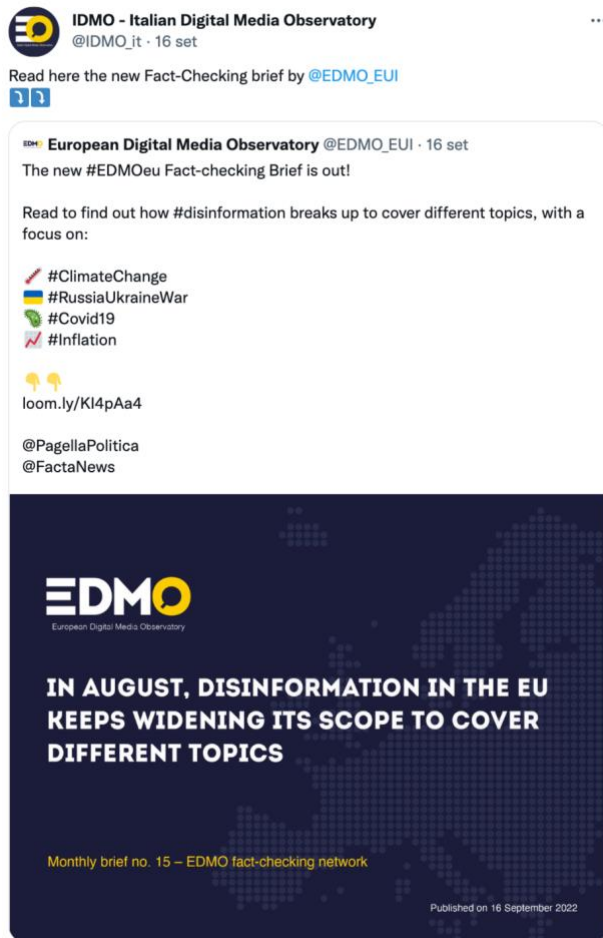 IDMO - Italian Digital Media Observatory
@IDMO_it · 16 set
Read here the new Fact-Checking brief by @EDMO_EUI
EDMO European Digital Media Observatory @EDMO_EUI · 16 set
The new #EDMOeu Fact-checking Brief is out!
Read to find out how #disinformation breaks up to cover different topics, with a
focus on:
#ClimateChange
#RussiaUkraineWar
#Covid19
#Inflation
loom.ly/KI4pAa4
@PagellaPolitica
@FactaNews
EDMO
European Digital Media Observatory
IN AUGUST, DISINFORMATION IN THE EU
KEEPS WIDENING ITS SCOPE TO COVER
DIFFERENT TOPICS
Monthly brief no. 15 – EDMO fact-checking network
Published on 16 September 2022